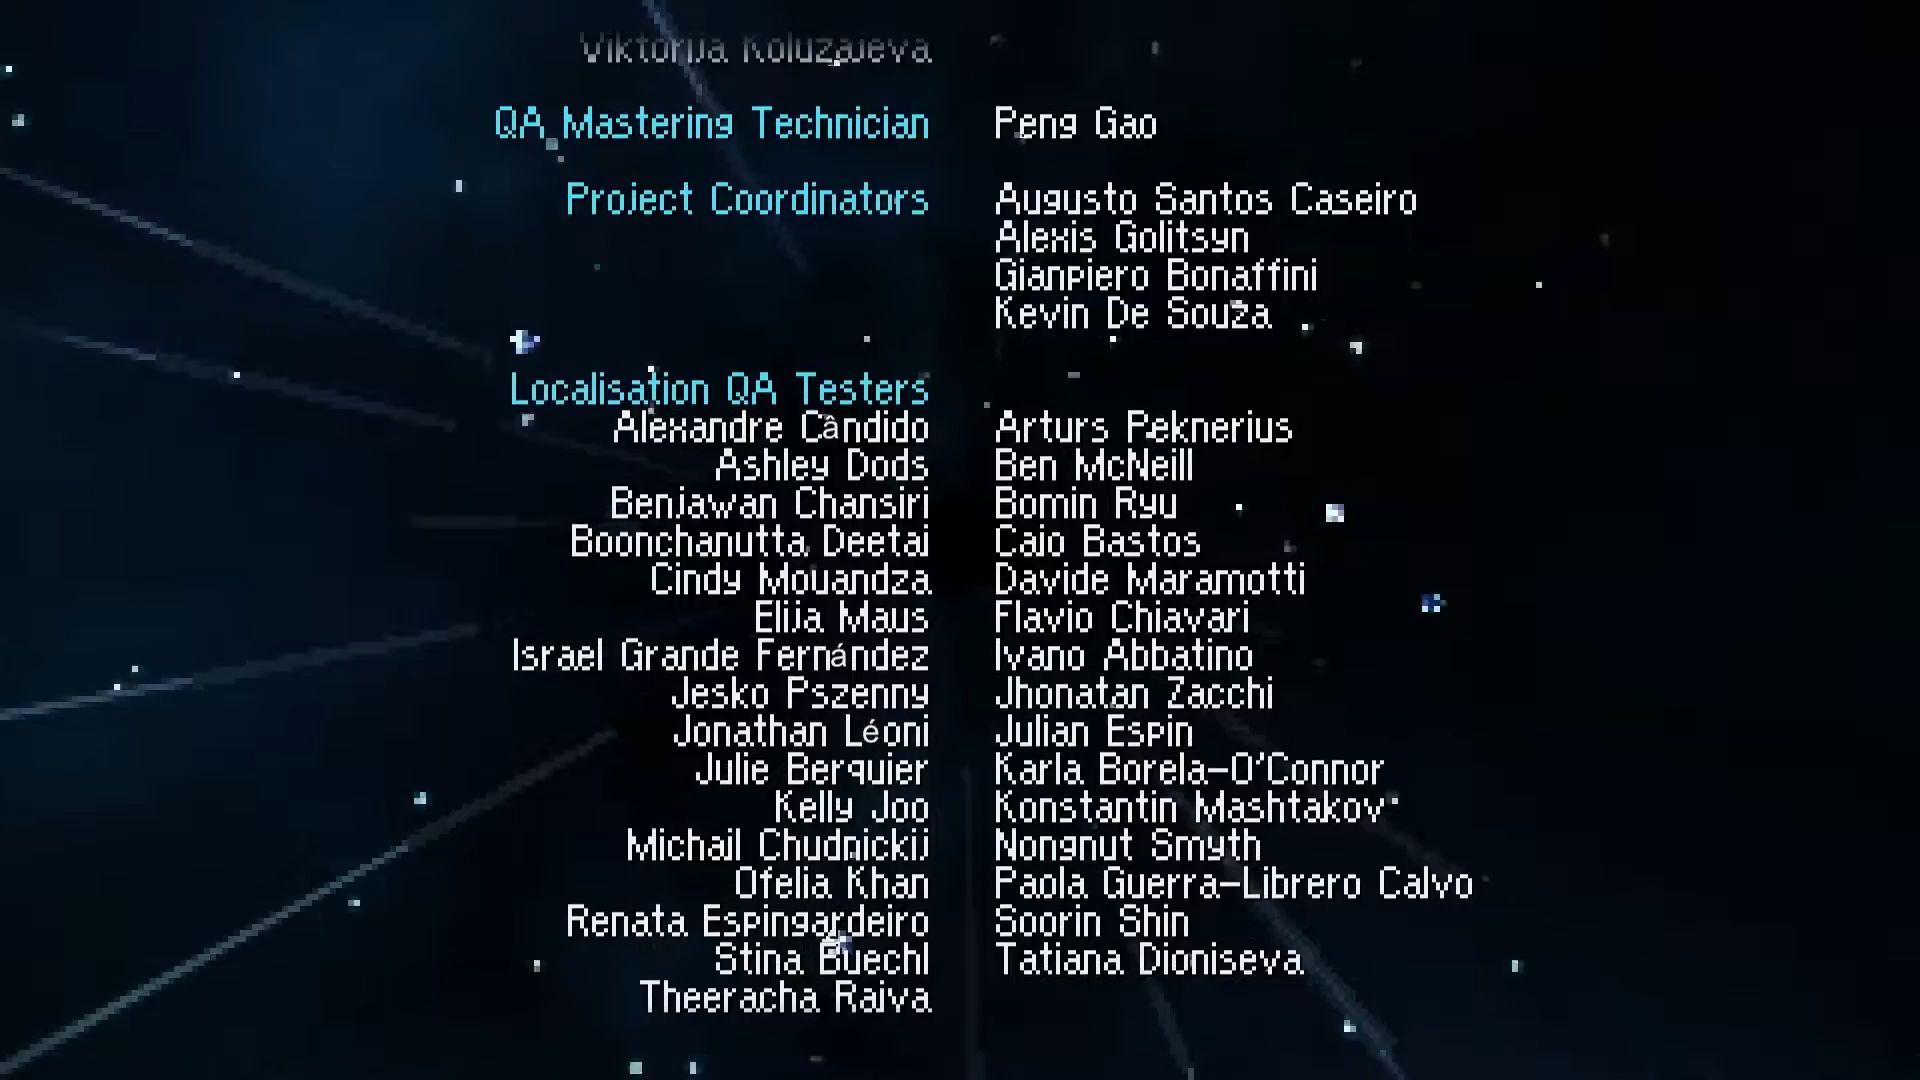 Viktorija Koluzajeva
QA Mastering Technician Peng Gao
Project Coordinators Augusto Santos Caseiro
Alexis Golitsyn
Gianpiero Bonaffini
Kevin De Souza
Localisation QA Testers
Alexandre Cândido Arturs Peknerius
Ashley Dods Ben McNeill
Benjawan Chansiri Bomin Ryu
Boonchanutta Deetai Caio Bastos
Cindy Mouandza Davide Maramotti
Elija Maus Flavio Chiavari
Israel Grande Fernández Ivano Abbatino
Jesko Pszenny Jhonatan Zacchi
Jonathan Léoni Julian Espin
Julie Berquier Karla Borela-O'Connor
Kelly Joo Konstantin Mashtakov
Michail Chudnickij Nongnut Smyth
Ofelia Khan Paola Guerra-Librero Calvo
Renata Espingardeiro Soorin Shin
Stina Buechl Tatiana Dioniseva
Theeracha Raiva